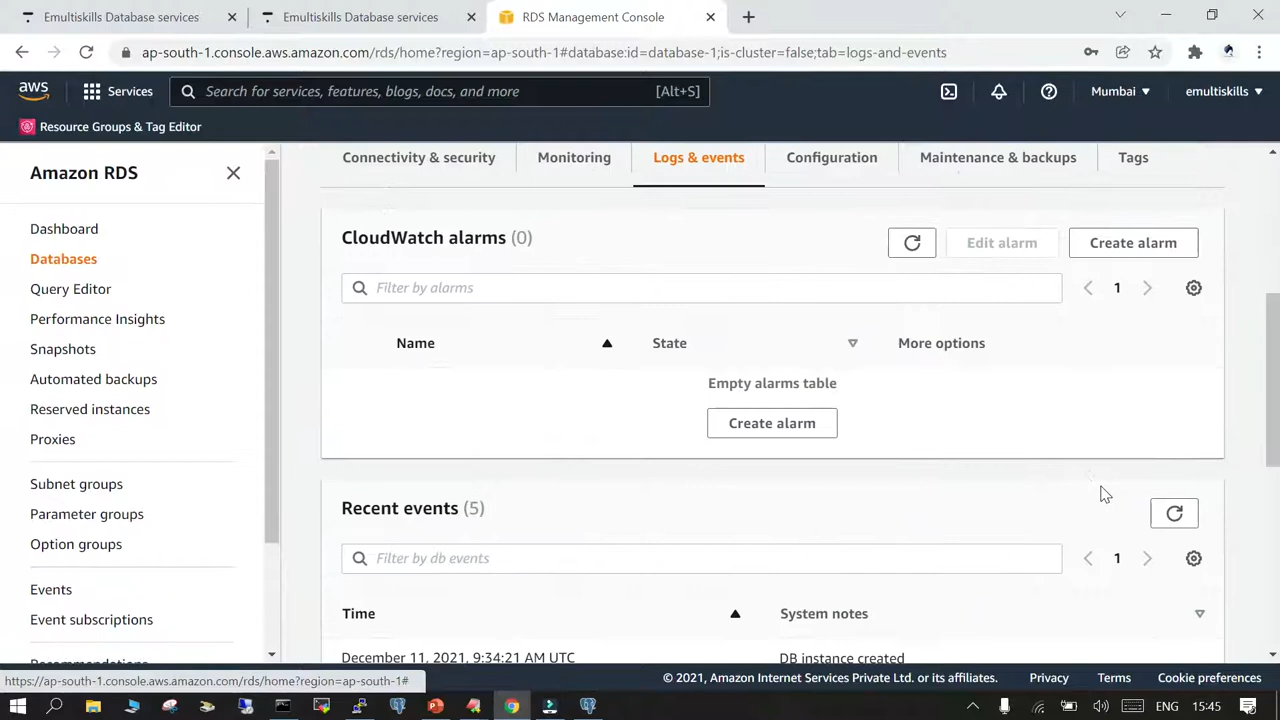 Emultiskills Database services
Emultiskills Database services
RDS Management Console
ap-south-1.console.aws.amazon.com/rds/home?region=ap-south-1#database:id=database-1;is-cluster=false;tab=logs-and-events
aws
Services
Search for services, features, blogs, docs, and more
[Alt+S]
Mumbai
emultiskills
Resource Groups & Tag Editor
Amazon RDS
Dashboard
Databases
Query Editor
Performance Insights
Snapshots
Automated backups
Reserved instances
Proxies
Subnet groups
Parameter groups
Option groups
Events
Event subscriptions
Recommendations
Connectivity & security
Monitoring
Logs & events
Configuration
Maintenance & backups
Tags
CloudWatch alarms (0)
Edit alarm
Create alarm
Filter by alarms
1
Name
State
More options
Empty alarms table
Create alarm
Recent events (5)
Filter by db events
1
Time
System notes
December 11, 2021, 9:34:21 AM UTC
DB instance created
https://ap-south-1.console.aws.amazon.com/rds/home?region=ap-south-1#
© 2021, Amazon Internet Services Private Ltd. or its affiliates.
Privacy
Terms
Cookie preferences
ENG
15:45